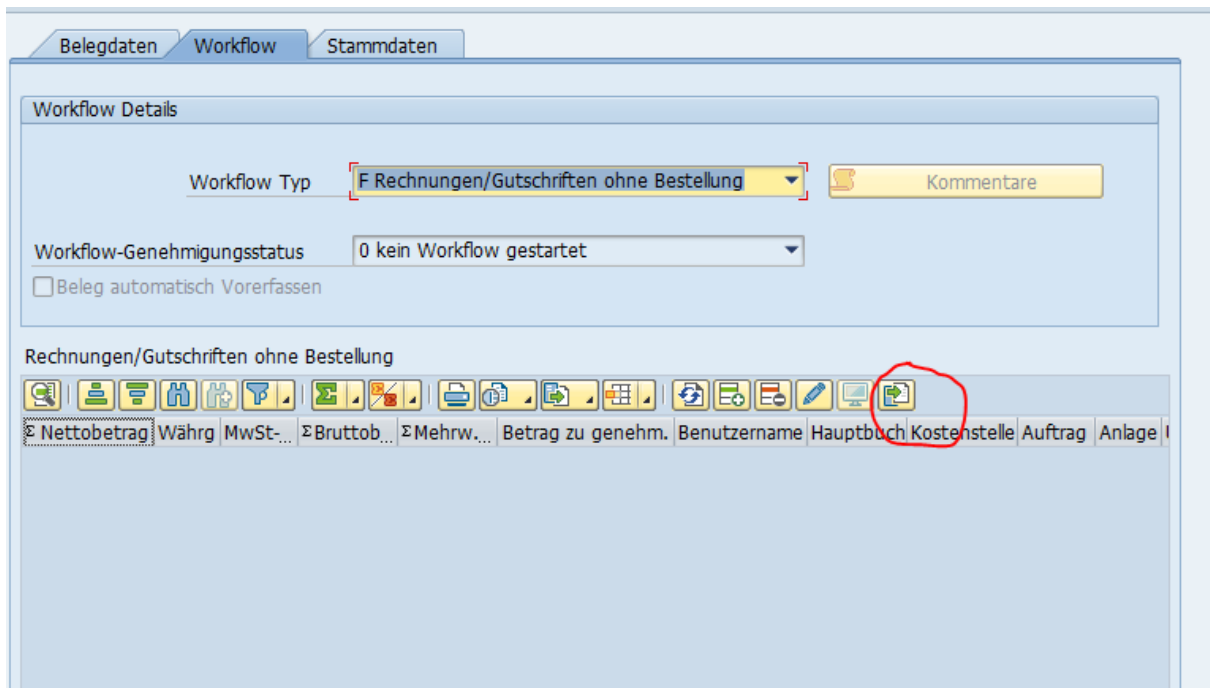 Belegdaten Workflow Stammdaten
Workflow Details
Workflow Typ F Rechnungen/Gutschriften ohne Bestellung Kommentare
Workflow-Genehmigungsstatus 0 kein Workflow gestartet
Beleg automatisch Vorerfassen
Rechnungen/Gutschriften ohne Bestellung
Σ Nettobetrag Währg MwSt-... ΣBruttob... ΣMehrw.... Betrag zu genehm. Benutzername Hauptbuch Kostenstelle Auftrag Anlage